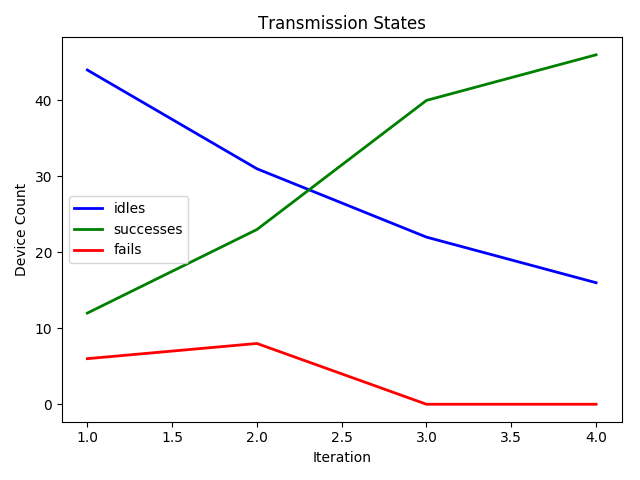 Transmission States
Device Count
40
30
20
10
0
idles
successes
fails
1.0 1.5 2.0 2.5 3.0 3.5 4.0
Iteration